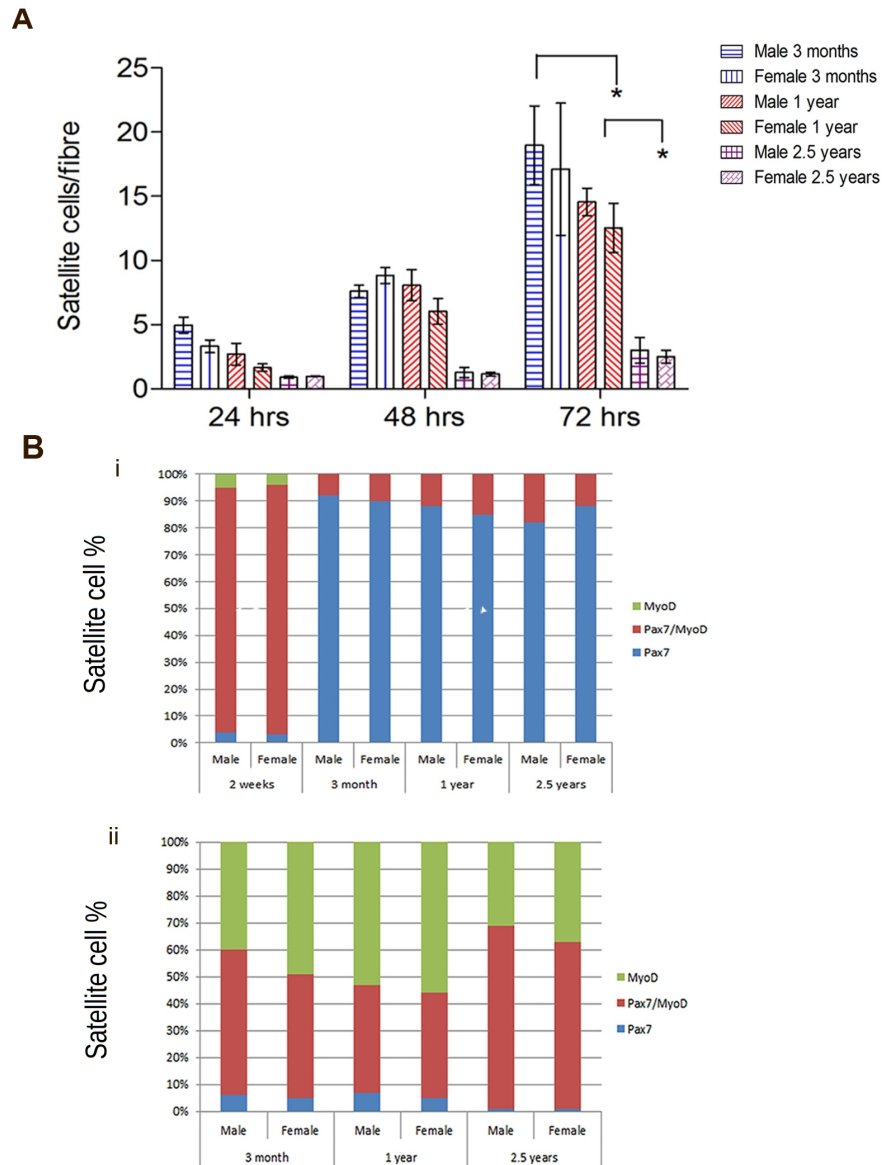 A
Satellite cells/fibre
25
20
15
10
5
0
24 hrs 48 hrs 72 hrs
*
*
Male 3 months
Female 3 months
Male 1 year
Female 1 year
Male 2.5 years
Female 2.5 years
B
i
Satellite cell %
100%
90%
80%
70%
60%
50%
40%
30%
20%
10%
0%
Male Female Male Female Male Female Male Female
2 weeks 3 month 1 year 2.5 years
MyoD
Pax7/MyoD
Pax7
ii
Satellite cell %
100%
90%
80%
70%
60%
50%
40%
30%
20%
10%
0%
Male Female Male Female Male Female
3 month 1 year 2.5 years
MyoD
Pax7/MyoD
Pax7